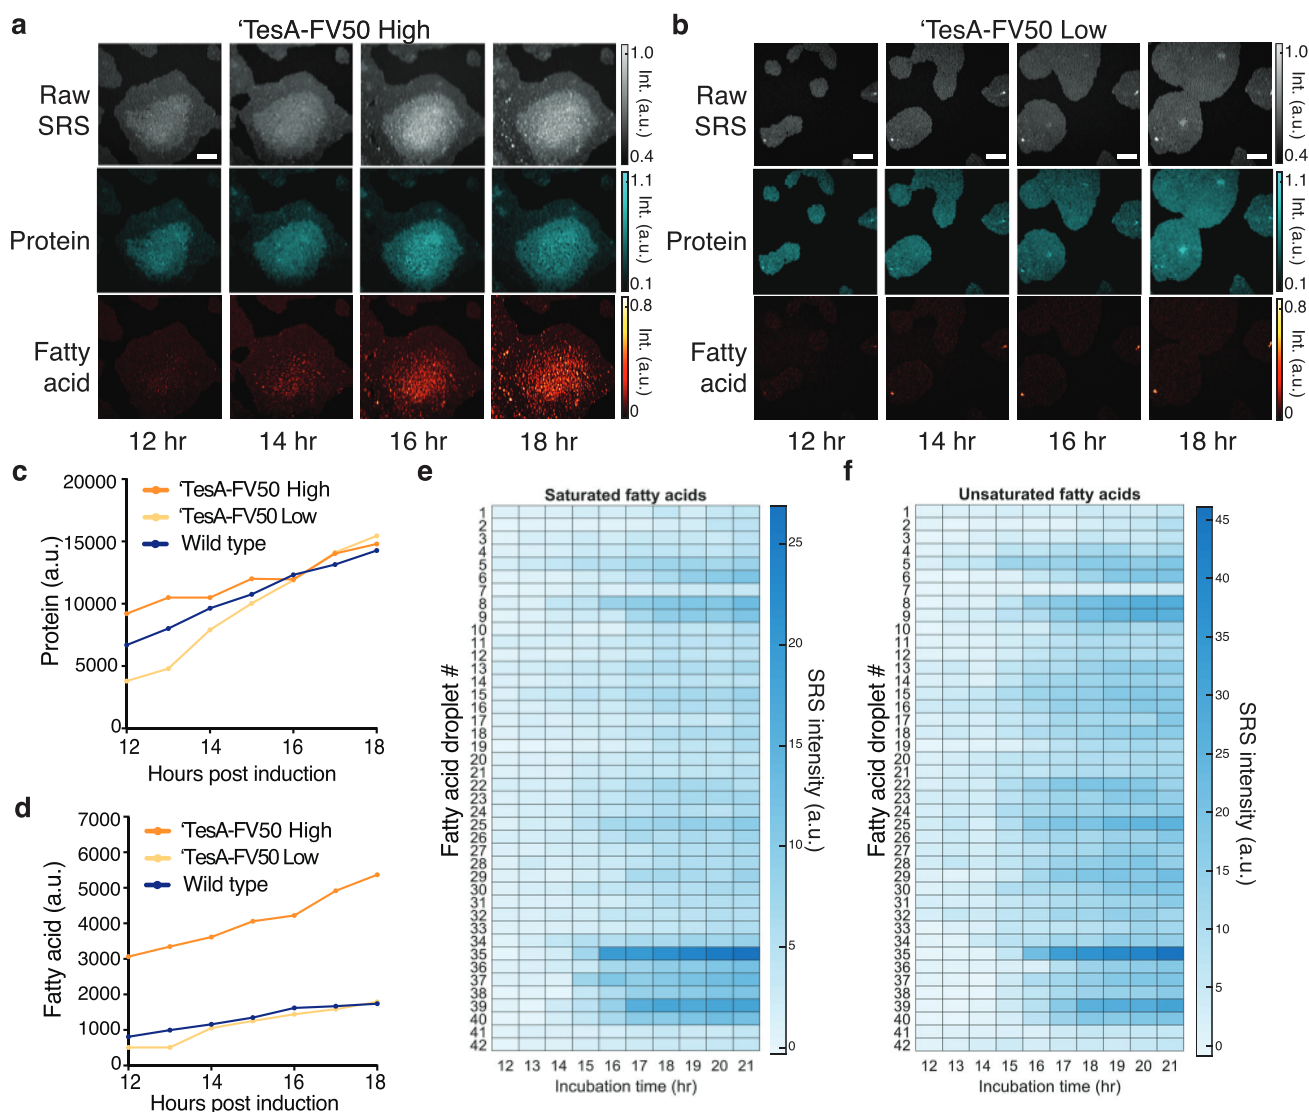 a
‘TesA-FV50 High
Raw
SRS
1.0
Int. (a.u.)
0.4
Protein
1.1
Int. (a.u.)
0.1
Fatty
acid
0.8
Int. (a.u.)
0
12 hr
14 hr
16 hr
18 hr
b
‘TesA-FV50 Low
Raw
SRS
1.0
Int. (a.u.)
0.4
Protein
1.1
Int. (a.u.)
0.1
Fatty
acid
0.8
Int. (a.u.)
0
12 hr
14 hr
16 hr
18 hr
c
‘TesA-FV50 High
‘TesA-FV50 Low
Wild type
Protein (a.u.)
20000
15000
10000
5000
0
12 14 16 18
Hours post induction
d
‘TesA-FV50 High
‘TesA-FV50 Low
Wild type
Fatty acid (a.u.)
7000
6000
5000
4000
3000
2000
1000
0
12 14 16 18
Hours post induction
e
Saturated fatty acids
Fatty acid droplet #
1
2
3
4
5
6
7
8
9
10
11
12
13
14
15
16
17
18
19
20
21
22
23
24
25
26
27
28
29
30
31
32
33
34
35
36
37
38
39
40
41
42
12 13 14 15 16 17 18 19 20 21
Incubation time (hr)
25
20
15
10
5
0
SRS intensity (a.u.)
f
Unsaturated fatty acids
Fatty acid droplet #
1
2
3
4
5
6
7
8
9
10
11
12
13
14
15
16
17
18
19
20
21
22
23
24
25
26
27
28
29
30
31
32
33
34
35
36
37
38
39
40
41
42
12 13 14 15 16 17 18 19 20 21
Incubation time (hr)
45
40
35
30
25
20
15
10
5
0
SRS intensity (a.u.)